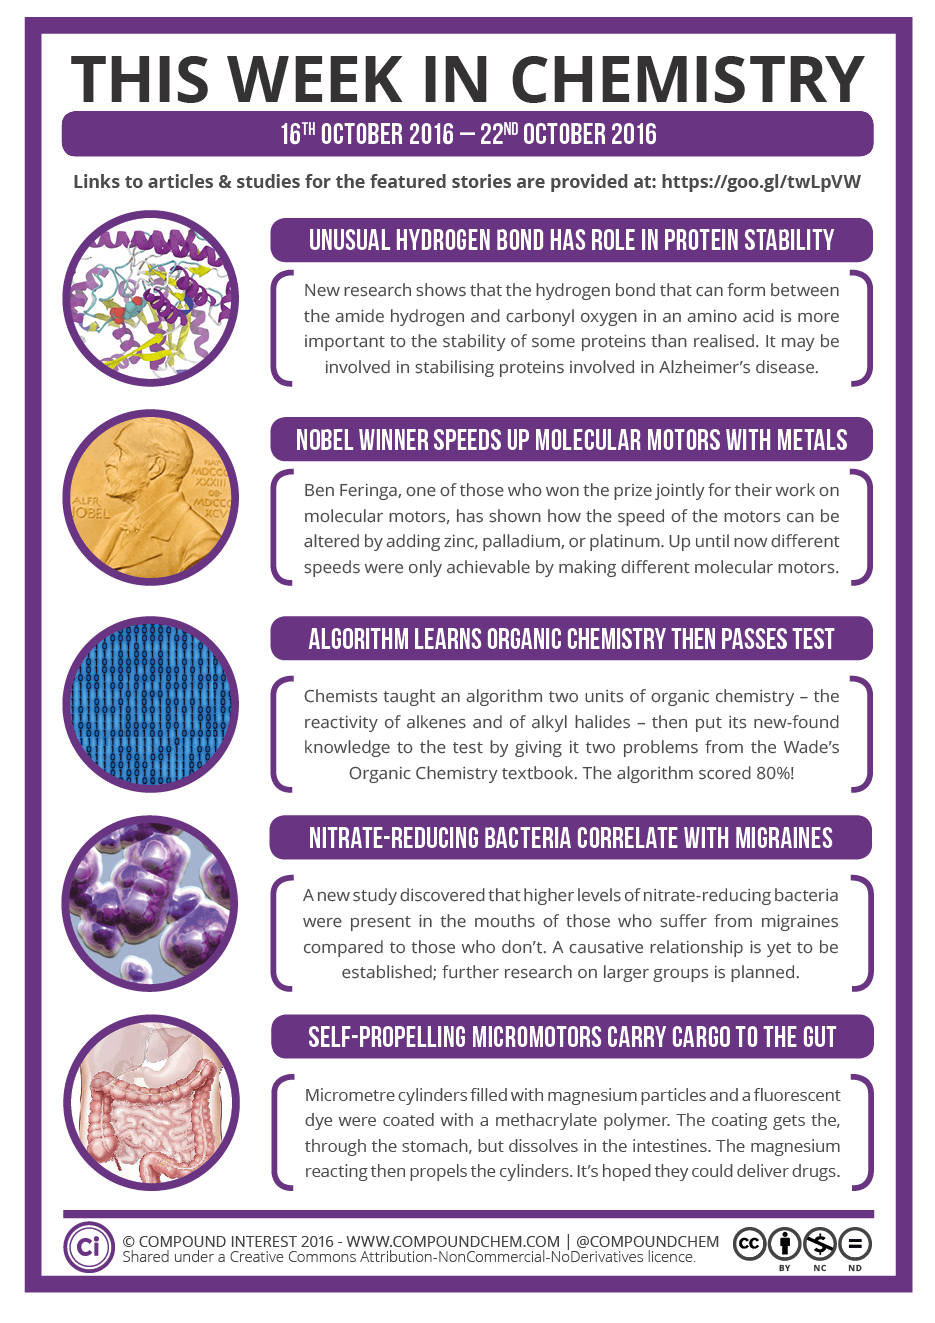 THIS WEEK IN CHEMISTRY
16TH OCTOBER 2016 – 22ND OCTOBER 2016
Links to articles & studies for the featured stories are provided at: https://goo.gl/twLpVW
UNUSUAL HYDROGEN BOND HAS ROLE IN PROTEIN STABILITY
New research shows that the hydrogen bond that can form between
the amide hydrogen and carbonyl oxygen in an amino acid is more
important to the stability of some proteins than realised. It may be
involved in stabilising proteins involved in Alzheimer's disease.
ALFR.
NOBEL
NAT.
MDCCC
XXXIII
OB.
MDCCC
XCVI
NOBEL WINNER SPEEDS UP MOLECULAR MOTORS WITH METALS
Ben Feringa, one of those who won the prize jointly for their work on
molecular motors, has shown how the speed of the motors can be
altered by adding zinc, palladium, or platinum. Up until now different
speeds were only achievable by making different molecular motors.
ALGORITHM LEARNS ORGANIC CHEMISTRY THEN PASSES TEST
Chemists taught an algorithm two units of organic chemistry – the
reactivity of alkenes and of alkyl halides – then put its new-found
knowledge to the test by giving it two problems from the Wade's
Organic Chemistry textbook. The algorithm scored 80%!
NITRATE-REDUCING BACTERIA CORRELATE WITH MIGRAINES
A new study discovered that higher levels of nitrate-reducing bacteria
were present in the mouths of those who suffer from migraines
compared to those who don't. A causative relationship is yet to be
established; further research on larger groups is planned.
SELF-PROPELLING MICROMOTORS CARRY CARGO TO THE GUT
Micrometre cylinders filled with magnesium particles and a fluorescent
dye were coated with a methacrylate polymer. The coating gets the,
through the stomach, but dissolves in the intestines. The magnesium
reacting then propels the cylinders. It's hoped they could deliver drugs.
Ci
© COMPOUND INTEREST 2016 - WWW.COMPOUNDCHEM.COM | @COMPOUNDCHEM
Shared under a Creative Commons Attribution-NonCommercial-NoDerivatives licence.
cc
BY NC ND